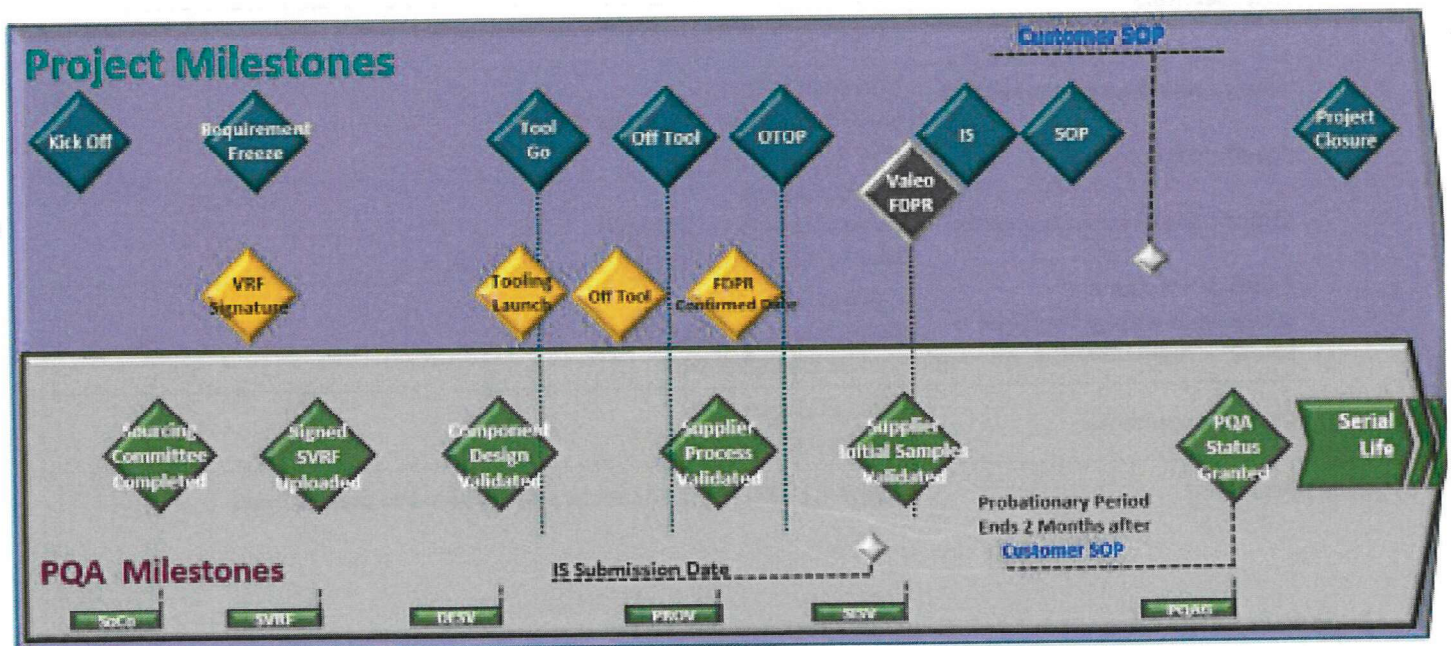 Customer SOP
Project Milestones
Kick Off
Requirement
Freeze
Tool
Go
Off Tool
OTOP
IS
SOP
Project
Closure
Valeo
FDPR
VRF
Signature
Tooling
Launch
Off Tool
FDPR
Confirmed Date
Sourcing
Committee
Completed
Signed
SVRF
Uploaded
Component
Design
Validated
Supplier
Process
Validated
Supplier
Initial Samples
Validated
PQA
Status
Granted
Serial
Life
Probationary Period
Ends 2 Months after
Customer SOP
PQA Milestones
IS Submission Date
SoCo
SVRF
DESV
PROV
SISV
PQAG